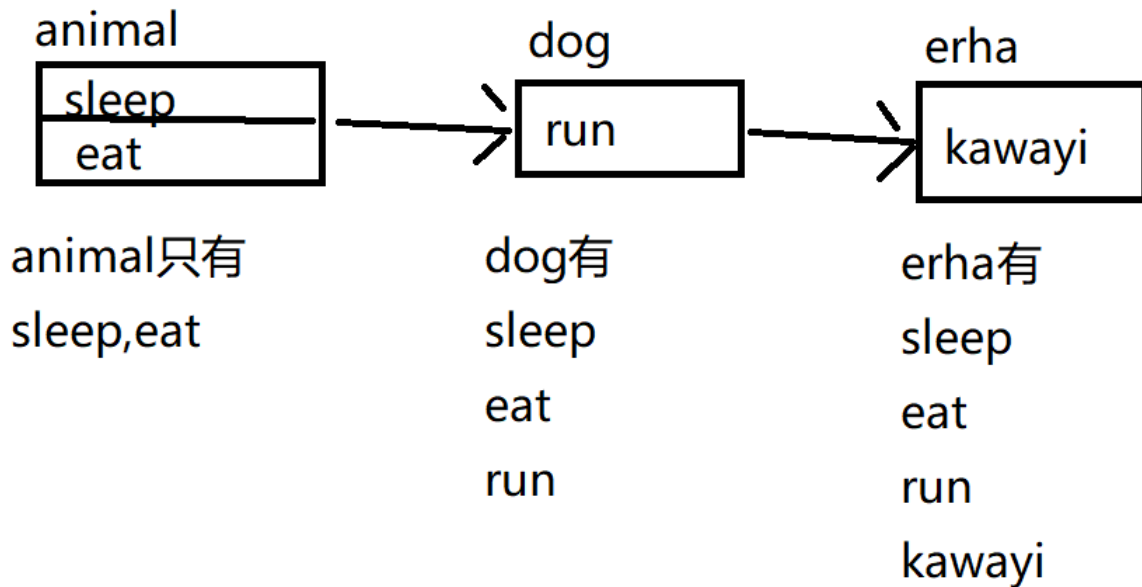 animal
sleep
eat
dog
run
erha
kawayi
animal只有
sleep,eat
dog有
sleep
eat
run
erha有
sleep
eat
run
kawayi